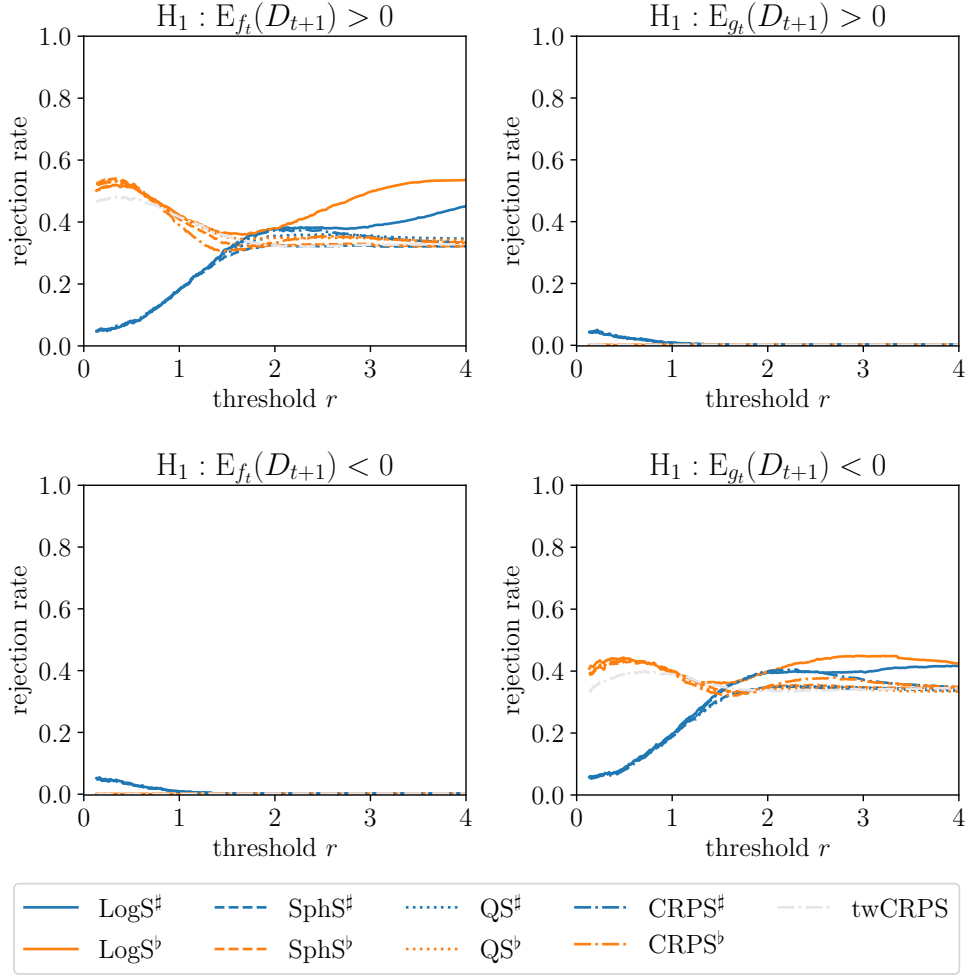 H₁ : E_{f_t}(D_{t+1}) > 0
1.0
0.8
0.6
0.4
0.2
0.0
rejection rate
0 1 2 3 4
threshold r
H₁ : E_{g_t}(D_{t+1}) > 0
1.0
0.8
0.6
0.4
0.2
0.0
rejection rate
0 1 2 3 4
threshold r
H₁ : E_{f_t}(D_{t+1}) < 0
1.0
0.8
0.6
0.4
0.2
0.0
rejection rate
0 1 2 3 4
threshold r
H₁ : E_{g_t}(D_{t+1}) < 0
1.0
0.8
0.6
0.4
0.2
0.0
rejection rate
0 1 2 3 4
threshold r
LogS♯ SphS♯ QS♯ CRPS♯ twCRPS
LogS♭ SphS♭ QS♭ CRPS♭